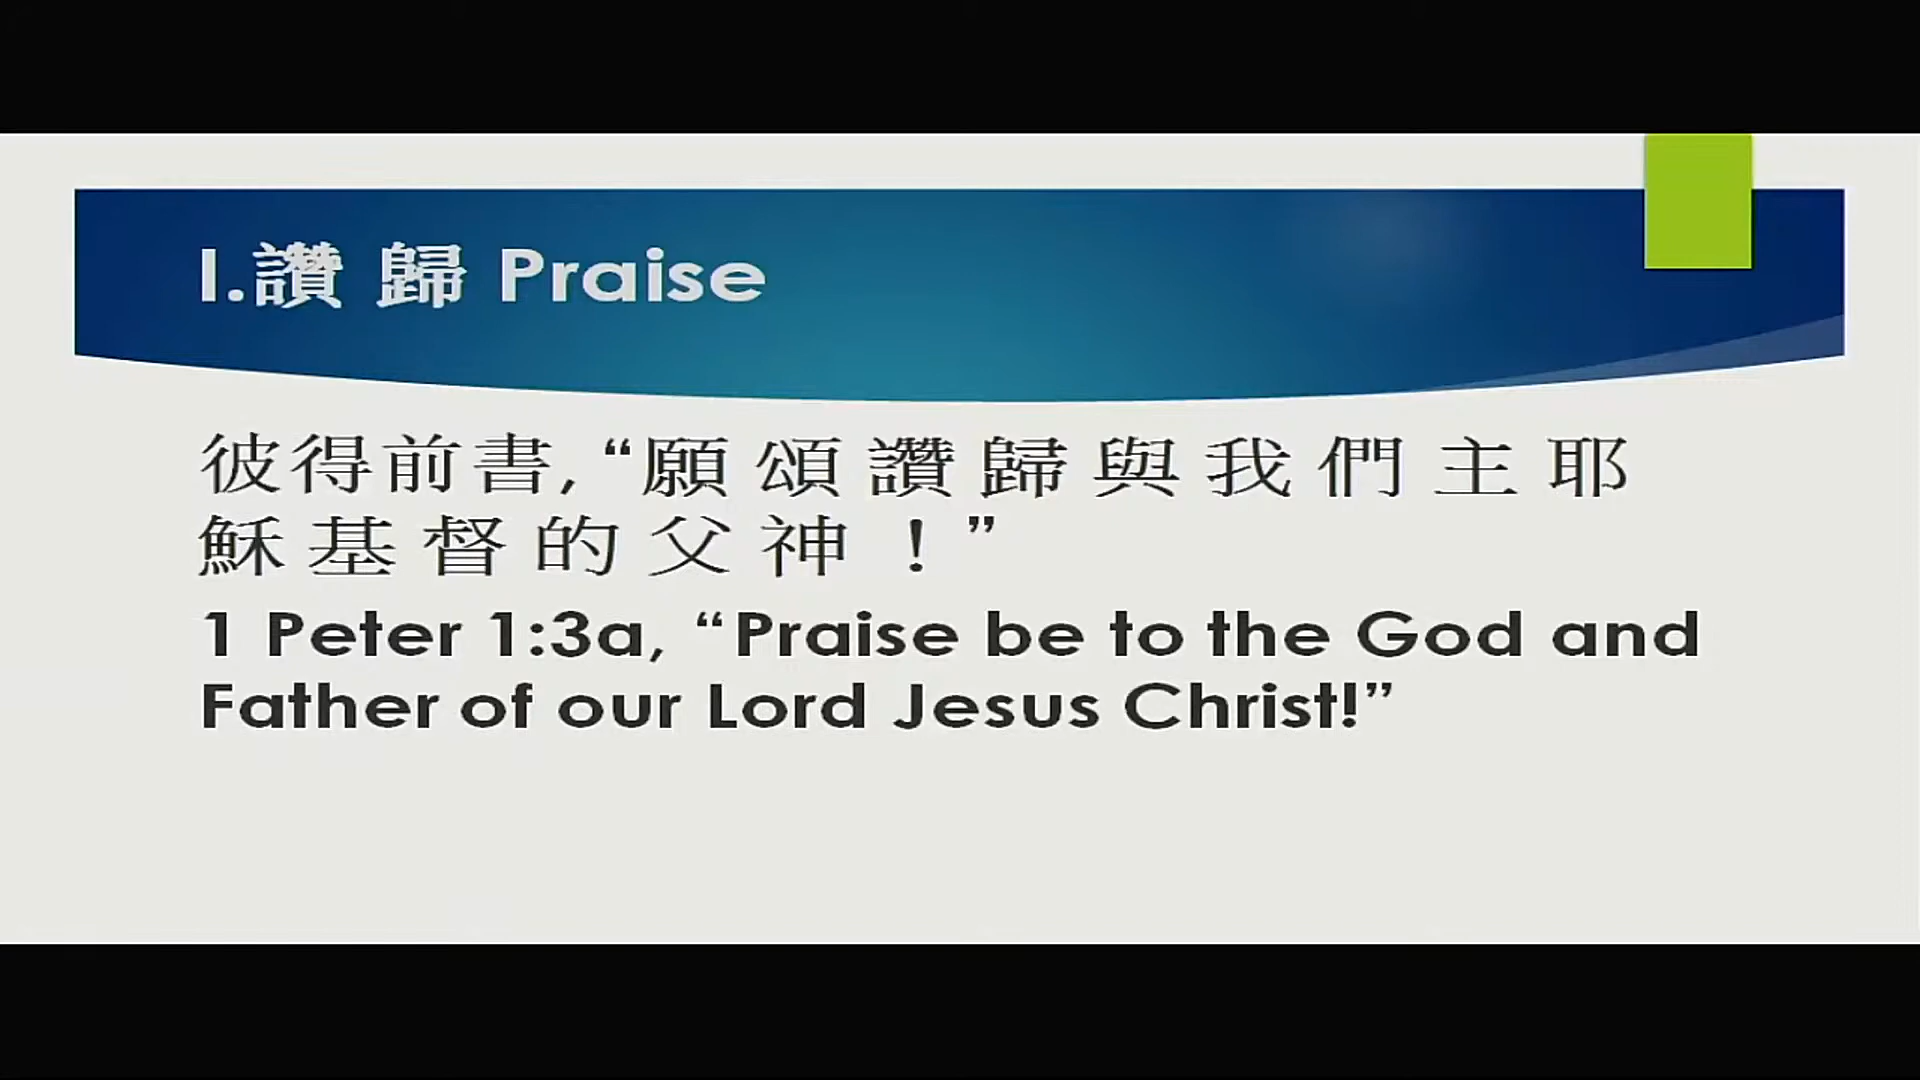 I.讚 歸 Praise
彼得前書, “願 頌 讚 歸 與 我 們 主 耶
穌 基 督 的 父 神 ！”
1 Peter 1:3a, “Praise be to the God and
Father of our Lord Jesus Christ!”